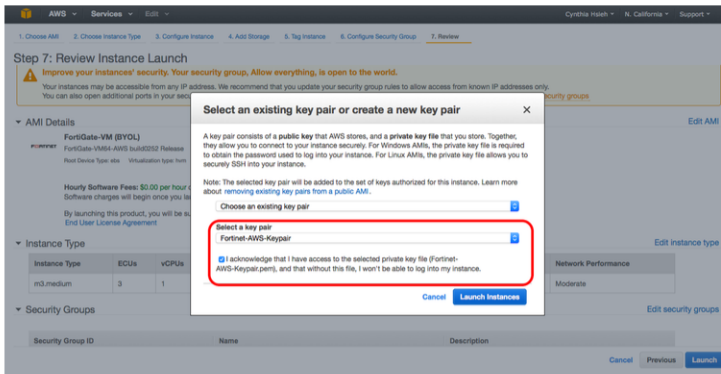 AWS Services Edit Cynthia Hsieh N. California Support
1. Choose AMI 2. Choose Instance Type 3. Configure Instance 4. Add Storage 5. Tag Instance 6. Configure Security Group 7. Review
Step 7: Review Instance Launch
Improve your instances' security. Your security group, Allow everything, is open to the world.
Your instances may be accessible from any IP address. We recommend that you update your security group rules to allow access from known IP addresses only.
You can also open additional ports in your secu
curity groups
Select an existing key pair or create a new key pair ×
A key pair consists of a public key that AWS stores, and a private key file that you store. Together,
they allow you to connect to your instance securely. For Windows AMIs, the private key file is required
to obtain the password used to log into your instance. For Linux AMIs, the private key file allows you to
securely SSH into your instance.
Note: The selected key pair will be added to the set of keys authorized for this instance. Learn more
about removing existing key pairs from a public AMI.
Choose an existing key pair
Select a key pair
Fortinet-AWS-Keypair
I acknowledge that I have access to the selected private key file (Fortinet-
AWS-Keypair.pem), and that without this file, I won't be able to log into my instance.
Cancel Launch Instances
AMI Details Edit AMI
FortiGate-VM (BYOL)
FORTINET FortiGate-VM64-AWS build0252 Release
Root Device Type: ebs Virtualization type: hvm
Hourly Software Fees: $0.00 per hour o
Software charges will begin once you la
By launching this product, you will be su
End User License Agreement
Instance Type Edit instance type
Instance Type ECUs vCPUs Network Performance
m3.medium 3 1 Moderate
Security Groups Edit security groups
Security Group ID Name Description
Cancel Previous Launch